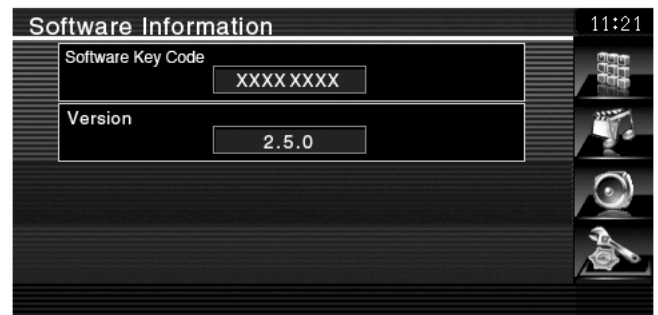 Software Information
11:21
Software Key Code
XXXX XXXX
Version
2.5.0